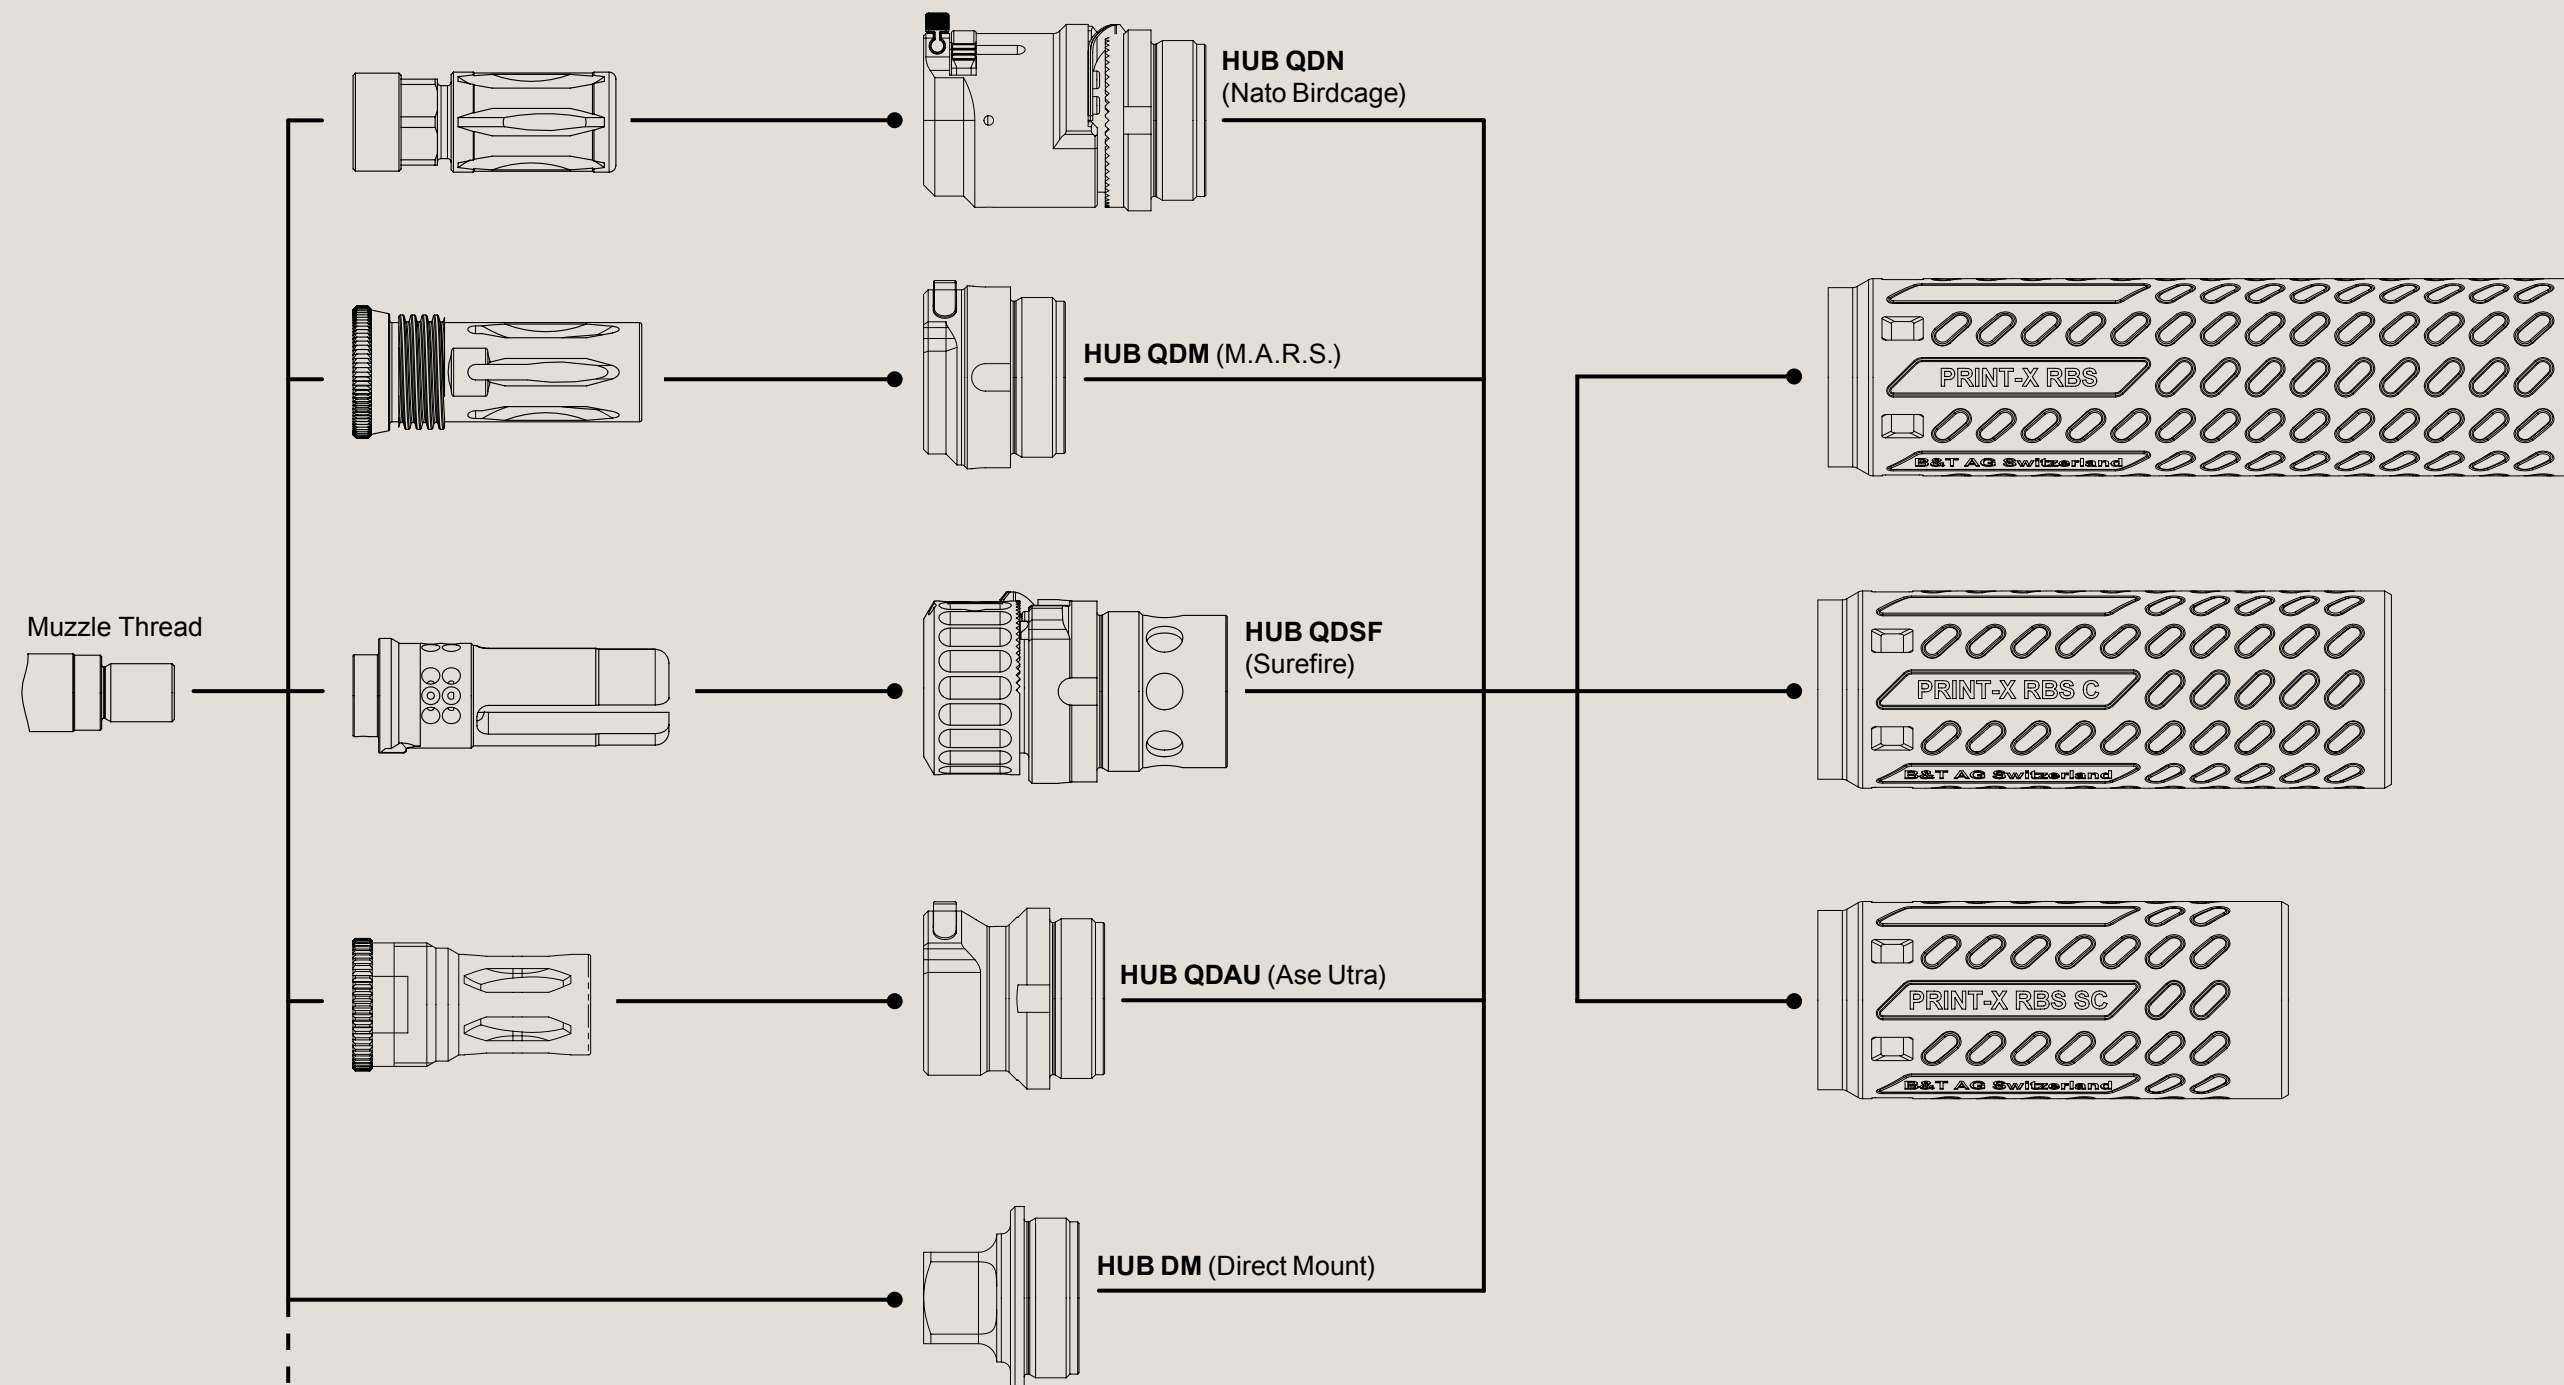 HUB QDN
(Nato Birdcage)
HUB QDM (M.A.R.S.)
PRINT-X RBS
B&T AG Switzerland
Muzzle Thread
HUB QDSF
(Surefire)
PRINT-X RBS C
B&T AG Switzerland
HUB QDAU (Ase Utra)
PRINT-X RBS SC
B&T AG Switzerland
HUB DM (Direct Mount)